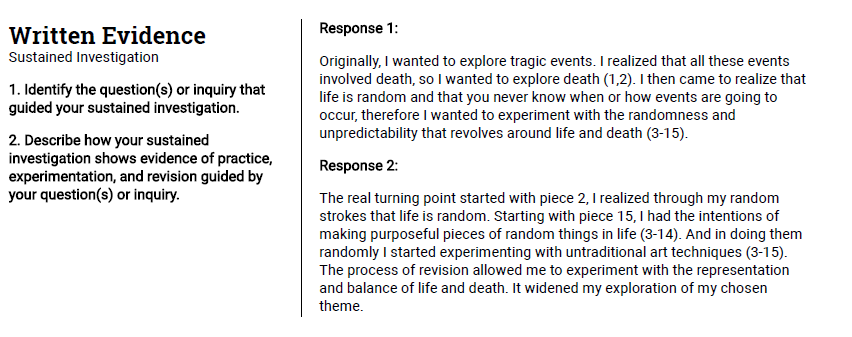 Written Evidence
Sustained Investigation
1. Identify the question(s) or inquiry that
guided your sustained investigation.
2. Describe how your sustained
investigation shows evidence of practice,
experimentation, and revision guided by
your question(s) or inquiry.
Response 1:
Originally, I wanted to explore tragic events. I realized that all these events
involved death, so I wanted to explore death (1,2). I then came to realize that
life is random and that you never know when or how events are going to
occur, therefore I wanted to experiment with the randomness and
unpredictability that revolves around life and death (3-15).
Response 2:
The real turning point started with piece 2, I realized through my random
strokes that life is random. Starting with piece 15, I had the intentions of
making purposeful pieces of random things in life (3-14). And in doing them
randomly I started experimenting with untraditional art techniques (3-15).
The process of revision allowed me to experiment with the representation
and balance of life and death. It widened my exploration of my chosen
theme.